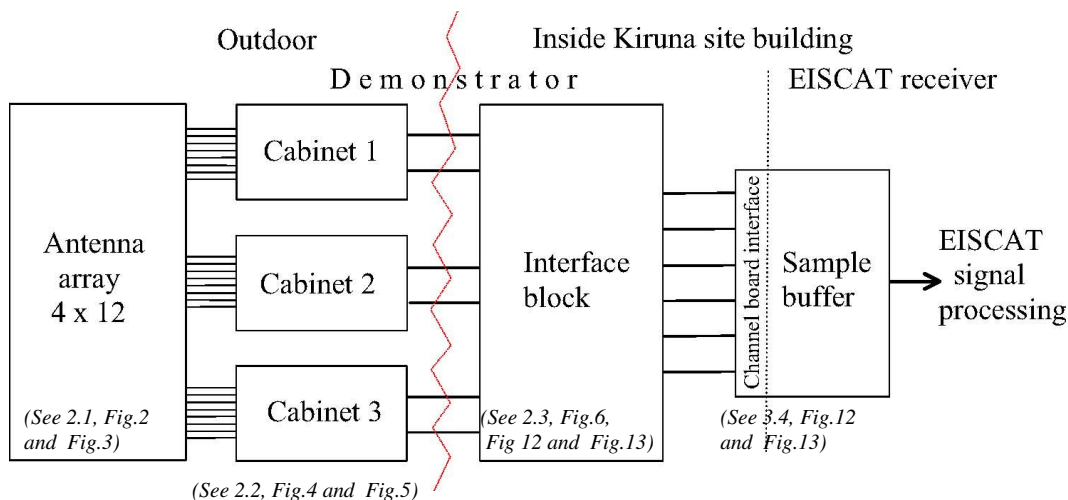 Outdoor
Inside Kiruna site building
Demonstrator
EISCAT receiver
Antenna
array
4 x 12
(See 2.1, Fig.2
and Fig.3)
Cabinet 1
Cabinet 2
Cabinet 3
(See 2.2, Fig.4 and Fig.5)
Interface
block
(See 2.3, Fig.6,
Fig 12 and Fig.13)
Channel board interface
Sample
buffer
(See 3.4, Fig.12
and Fig.13)
EISCAT
signal
processing